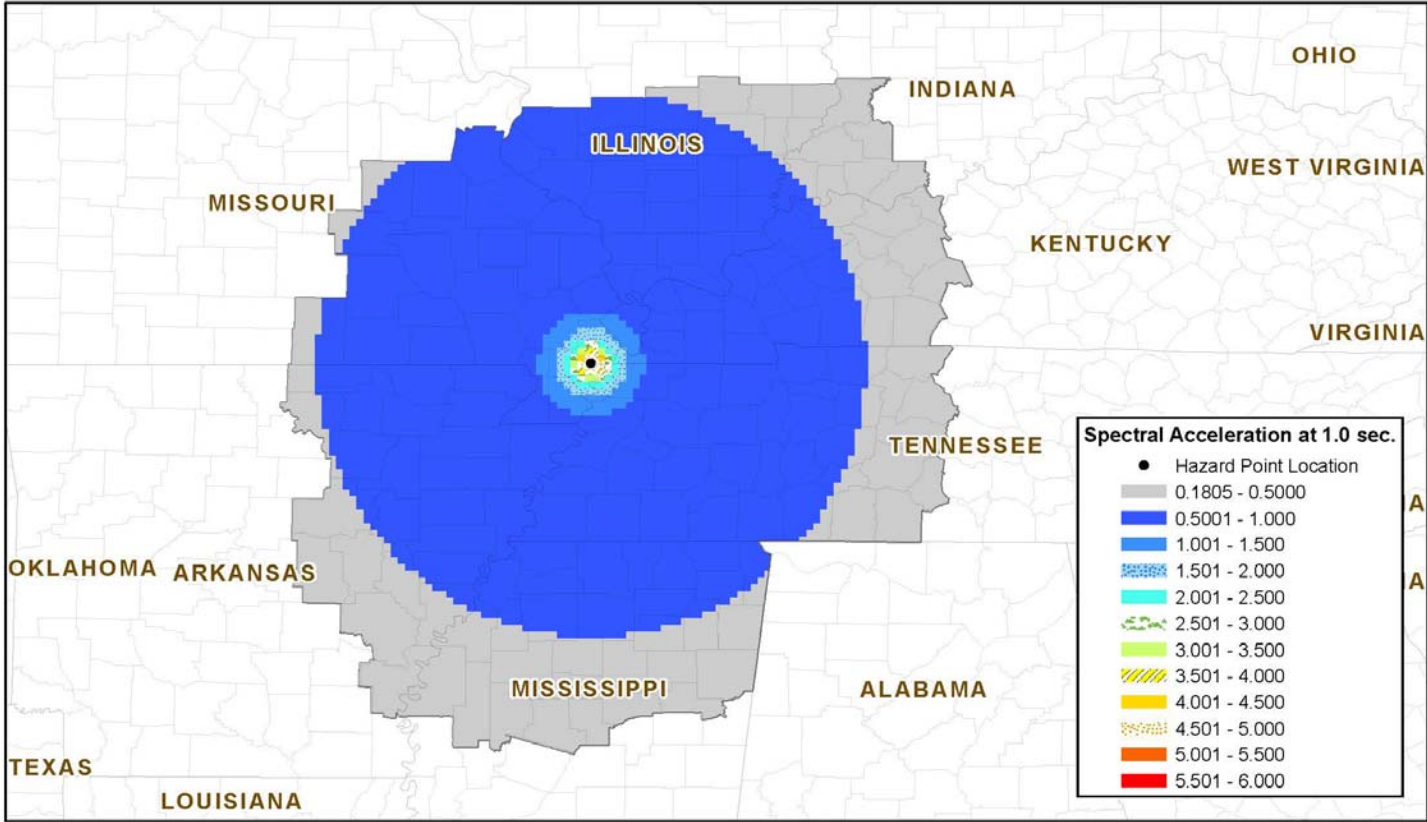 OHIO
INDIANA
ILLINOIS
WEST VIRGINIA
MISSOURI
KENTUCKY
VIRGINIA
TENNESSEE
OKLAHOMA
ARKANSAS
MISSISSIPPI
ALABAMA
TEXAS
LOUISIANA
Spectral Acceleration at 1.0 sec.
Hazard Point Location
0.1805 - 0.5000
0.5001 - 1.000
1.001 - 1.500
1.501 - 2.000
2.001 - 2.500
2.501 - 3.000
3.001 - 3.500
3.501 - 4.000
4.001 - 4.500
4.501 - 5.000
5.001 - 5.500
5.501 - 6.000